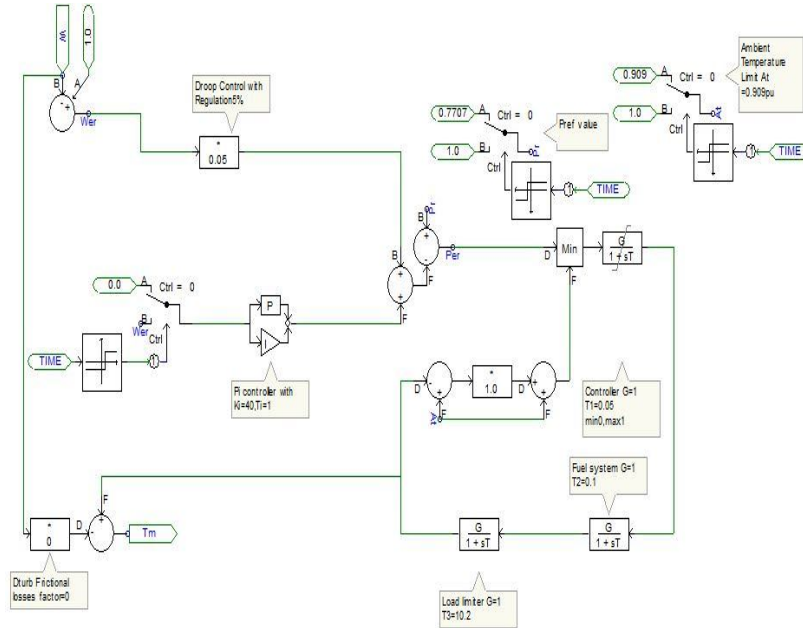 W
1.0
B
A
Wer
Droop Control with
Regulation5%
*
0.05
0.7707
A
Ctrl = 0
1.0
B
Ctrl
Pr
Pref value
TIME
0.909
A
Ctrl = 0
1.0
B
Ctrl
At
Ambient
Temperature
Limit At
=0.909pu
TIME
Pr
B
Per
D
Min
F
G
1 + sT
B
F
F
0.0
A
Ctrl = 0
B
Wer
Ctrl
TIME
P
I
Pi controller with
Ki=40,Ti=1
D
F
At
*
1.0
D
F
Controller G=1
T1=0.05
min0,max1
Fuel system G=1
T2=0.1
F
*
0
D
Tm
G
1 + sT
G
1 + sT
Dturb Frictional
losses factor=0
Load limiter G=1
T3=10.2